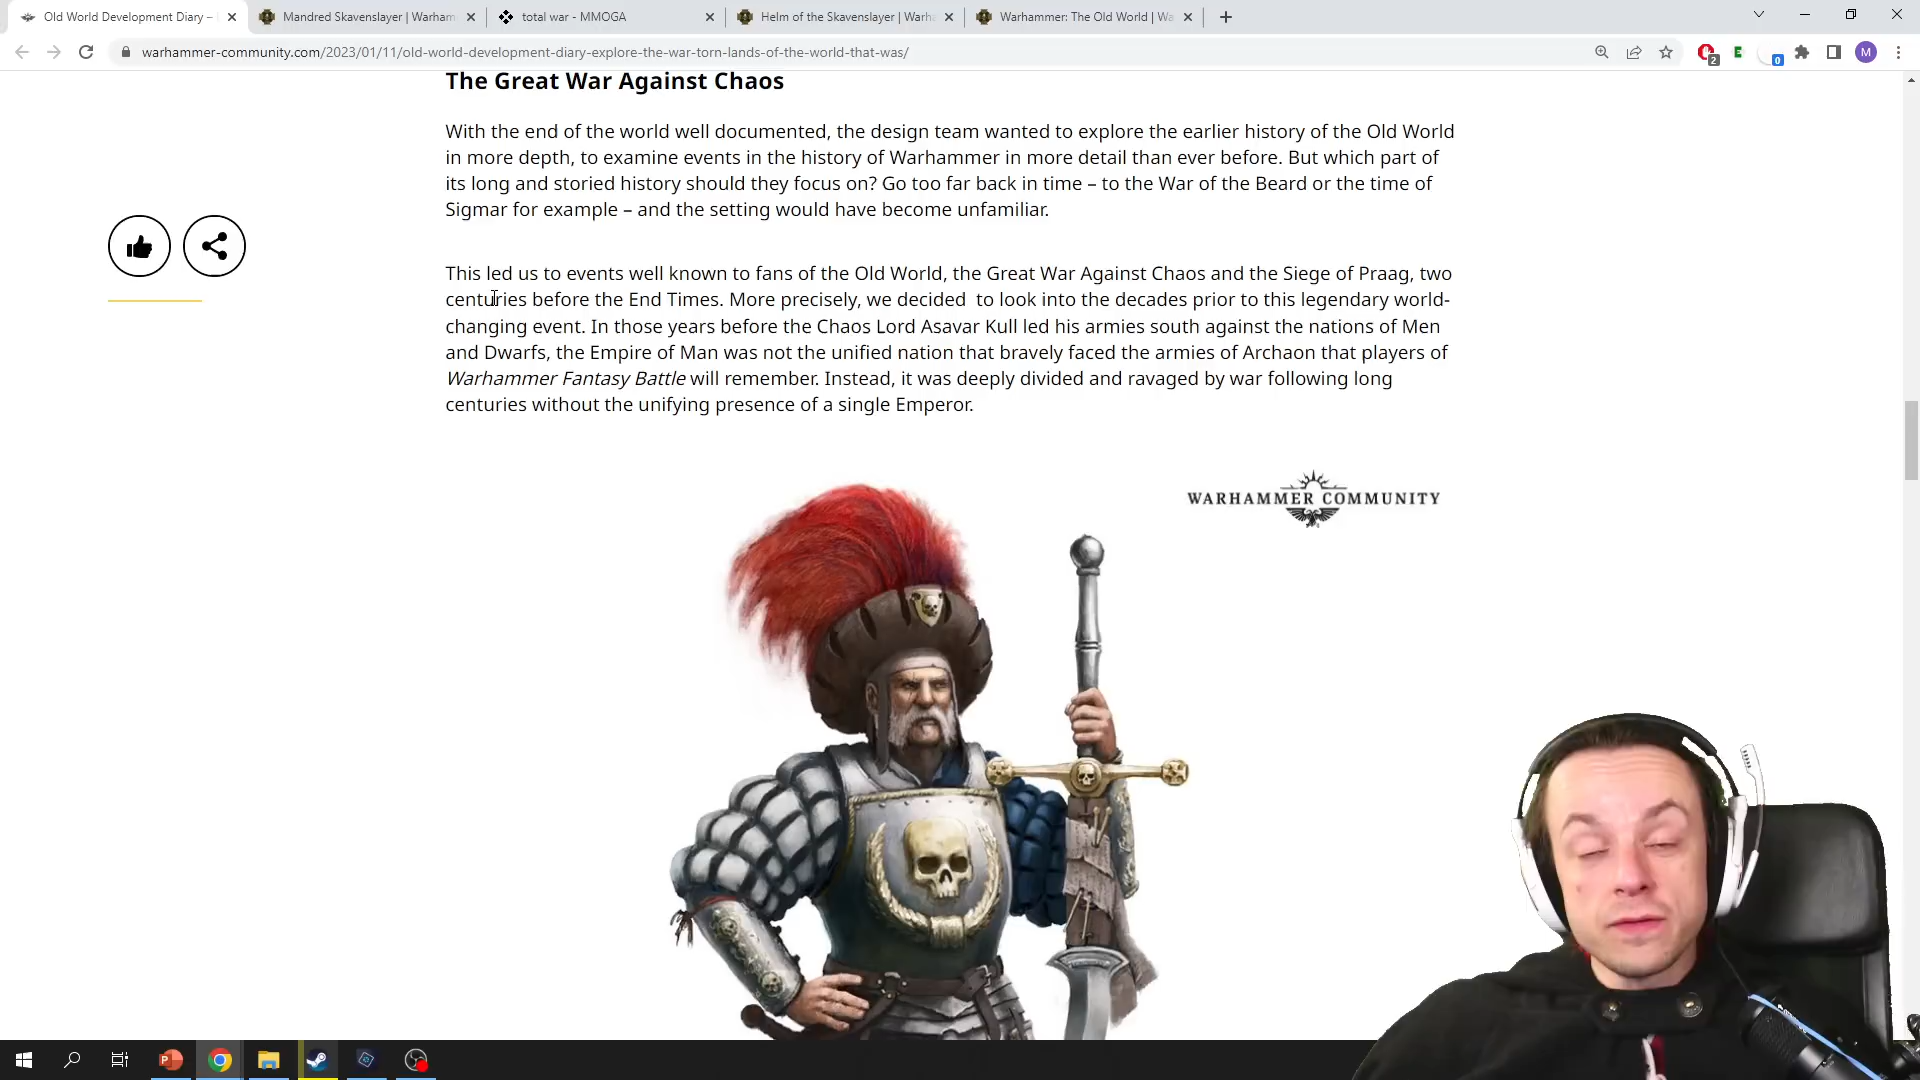 Old World Development Diary –
Mandred Skavenslayer | Warham
total war - MMOGA
Helm of the Skavenslayer | Warha
Warhammer: The Old World | Wa
warhammer-community.com/2023/01/11/old-world-development-diary-explore-the-war-torn-lands-of-the-world-that-was/
2
E
0
M
The Great War Against Chaos
With the end of the world well documented, the design team wanted to explore the earlier history of the Old World
in more depth, to examine events in the history of Warhammer in more detail than ever before. But which part of
its long and storied history should they focus on? Go too far back in time – to the War of the Beard or the time of
Sigmar for example – and the setting would have become unfamiliar.
This led us to events well known to fans of the Old World, the Great War Against Chaos and the Siege of Praag, two
centuries before the End Times. More precisely, we decided  to look into the decades prior to this legendary world-
changing event. In those years before the Chaos Lord Asavar Kull led his armies south against the nations of Men
and Dwarfs, the Empire of Man was not the unified nation that bravely faced the armies of Archaon that players of
Warhammer Fantasy Battle will remember. Instead, it was deeply divided and ravaged by war following long
centuries without the unifying presence of a single Emperor.
WARHAMMER COMMUNITY
P